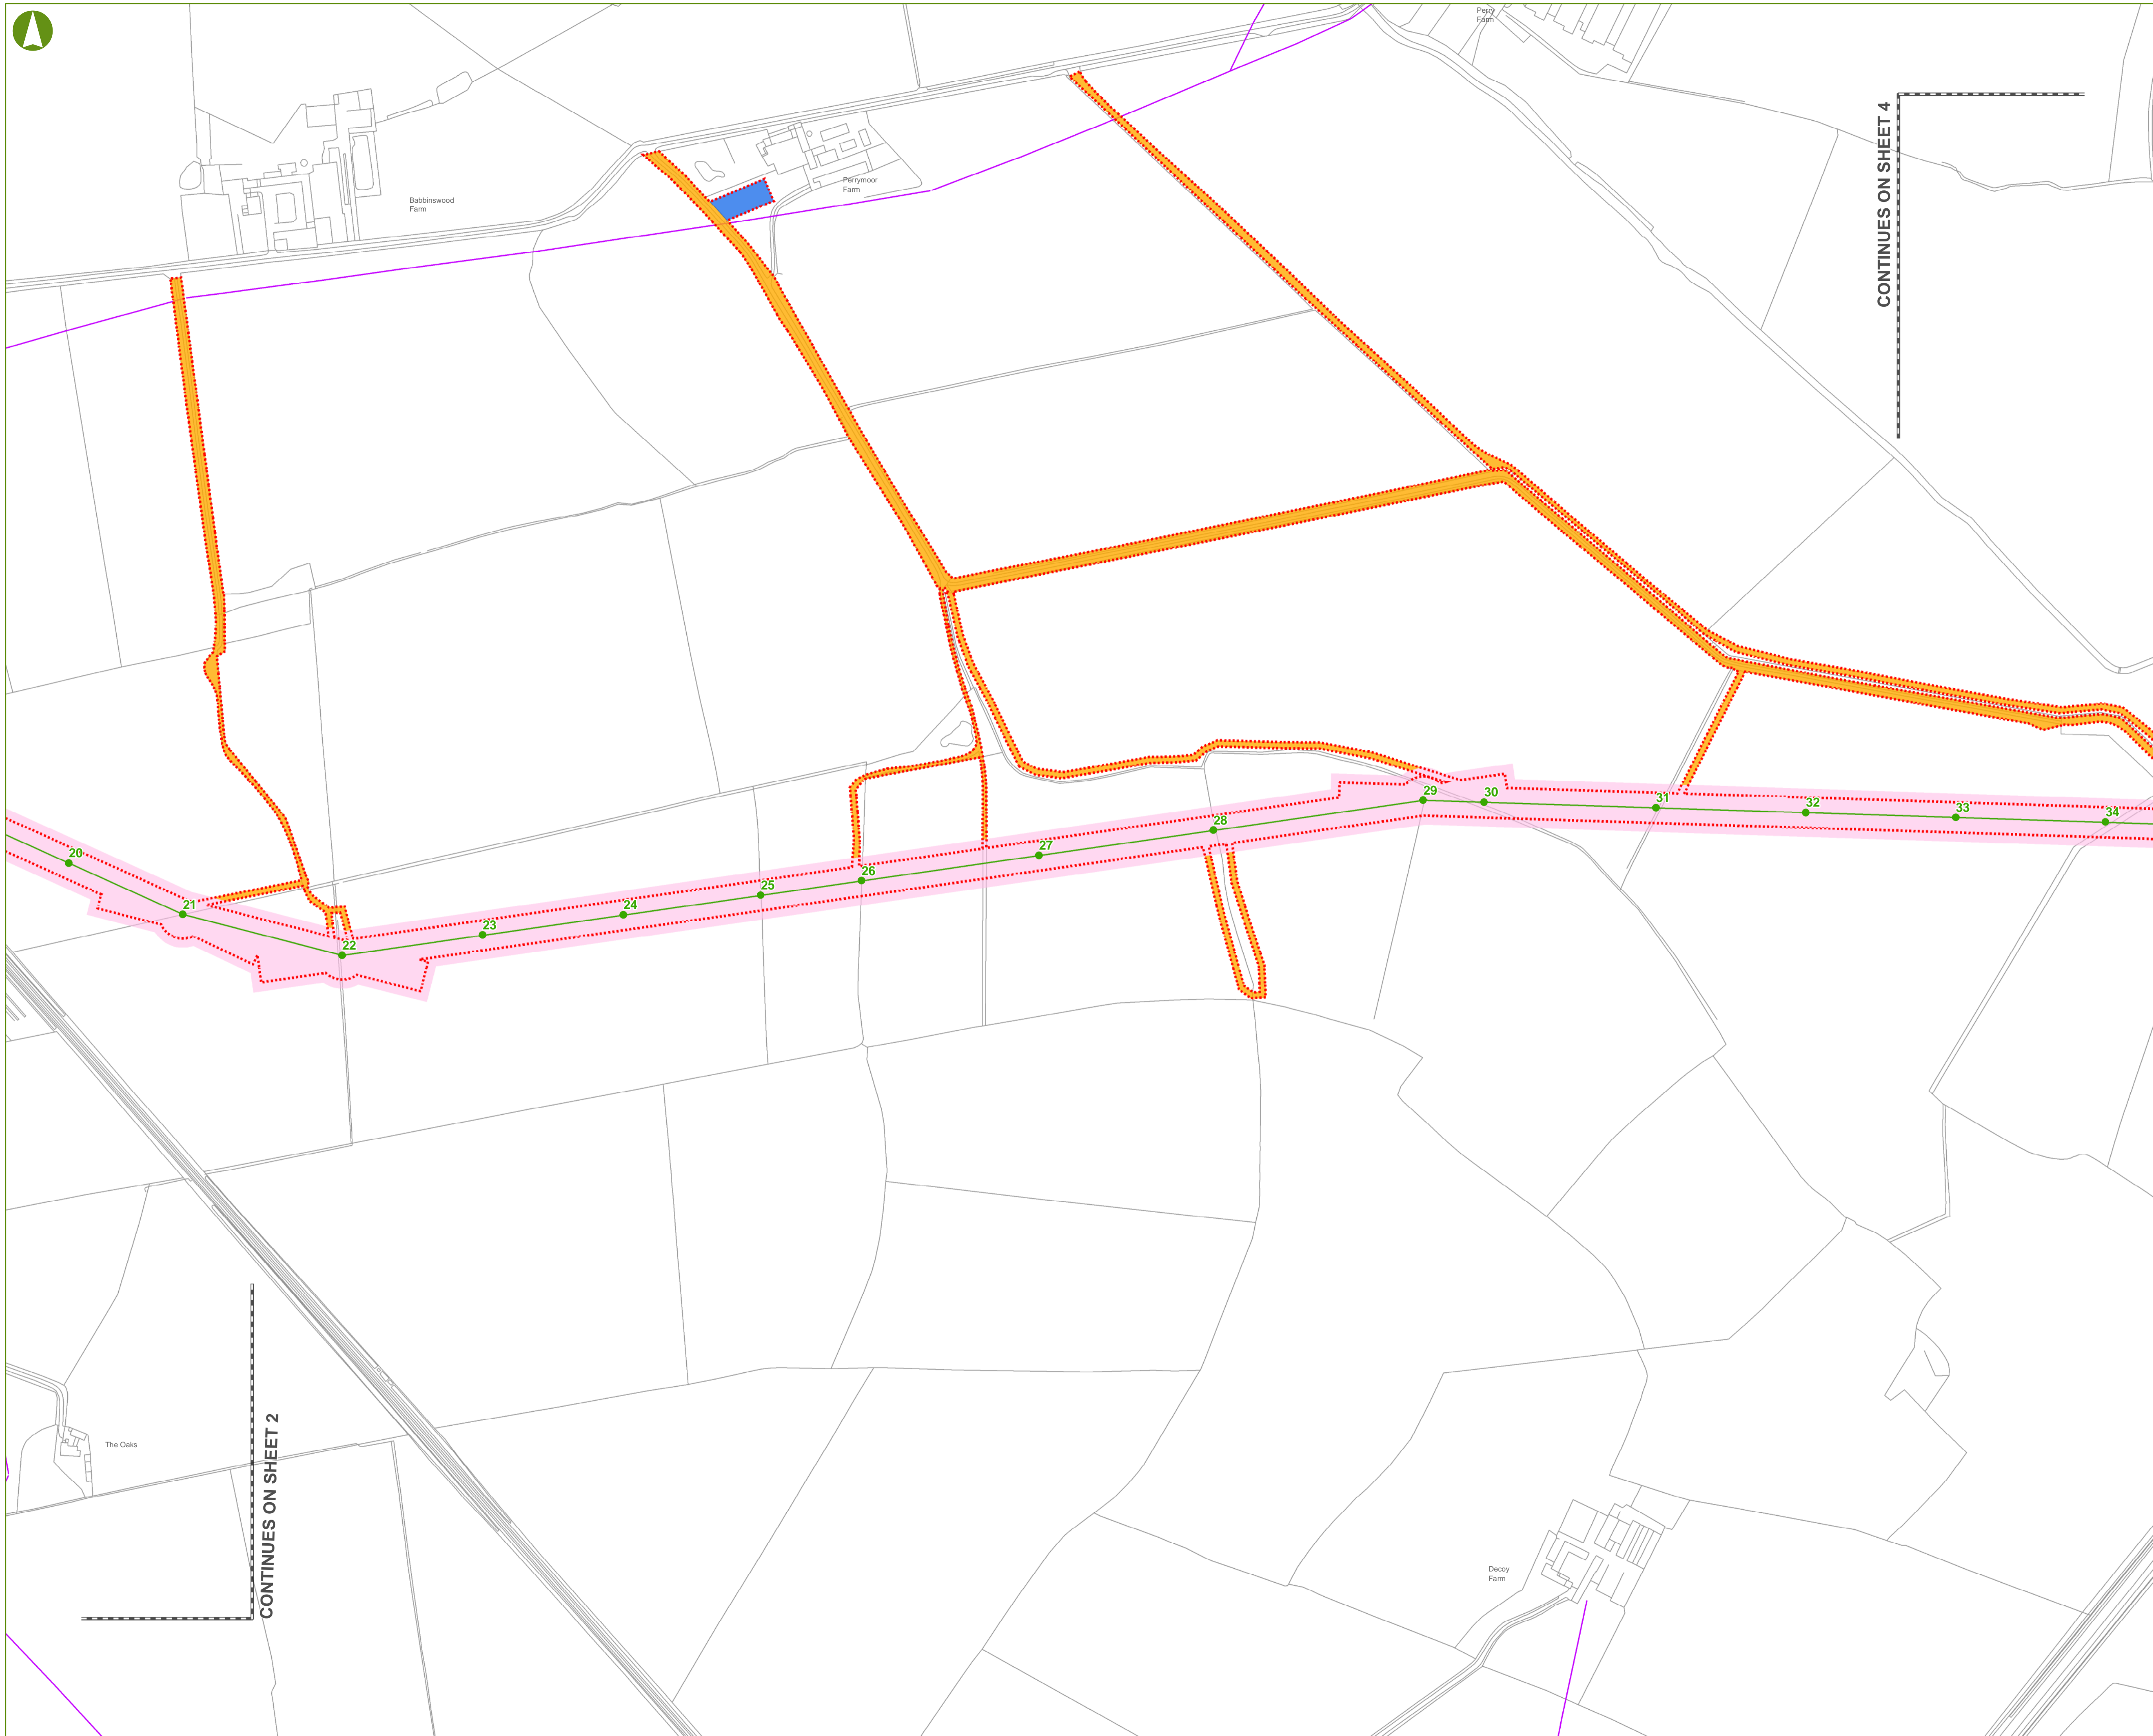 Perry
Farm
CONTINUES ON SHEET 4
Perrymoor
Farm
Babbinswood
Farm
20
21
22
23
24
25
26
27
28
29
30
31
32
33
34
CONTINUES ON SHEET 2
The Oaks
Decoy
Farm